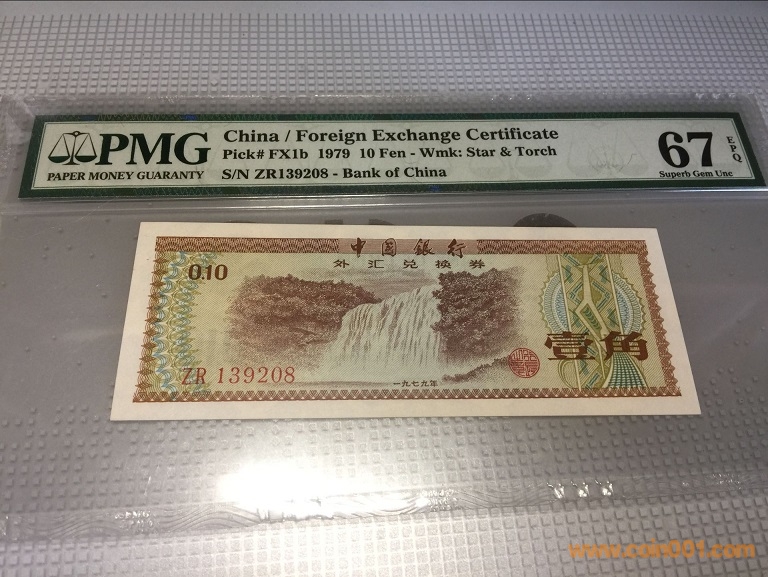 PMG
PAPER MONEY GUARANTY
China / Foreign Exchange Certificate
Pick# FX1b 1979 10 Fen - Wmk: Star & Torch
S/N ZR139208 - Bank of China
67
EPQ
Superb Gem Unc
中国银行
外汇兑换券
0.10
壹角
ZR 139208
一九七九年
www.coin001.com